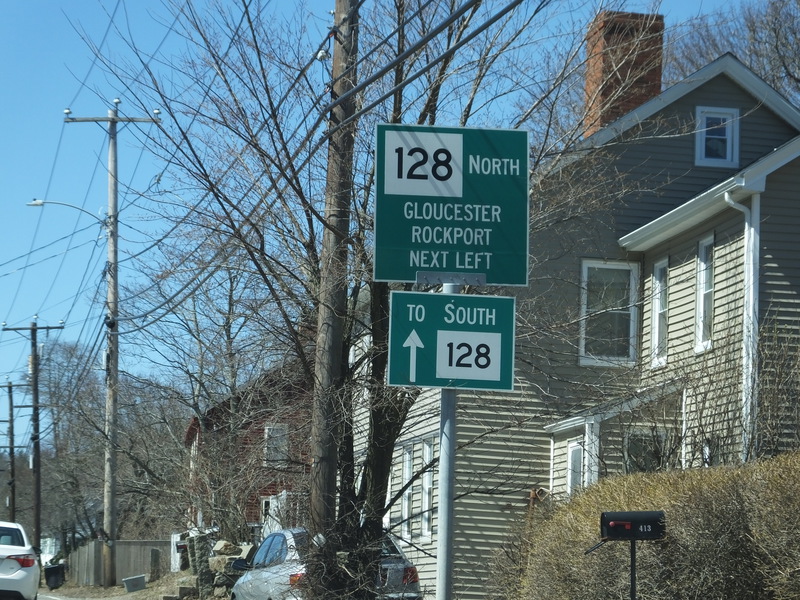 128 NORTH
GLOUCESTER
ROCKPORT
NEXT LEFT
TO SOUTH
128
413